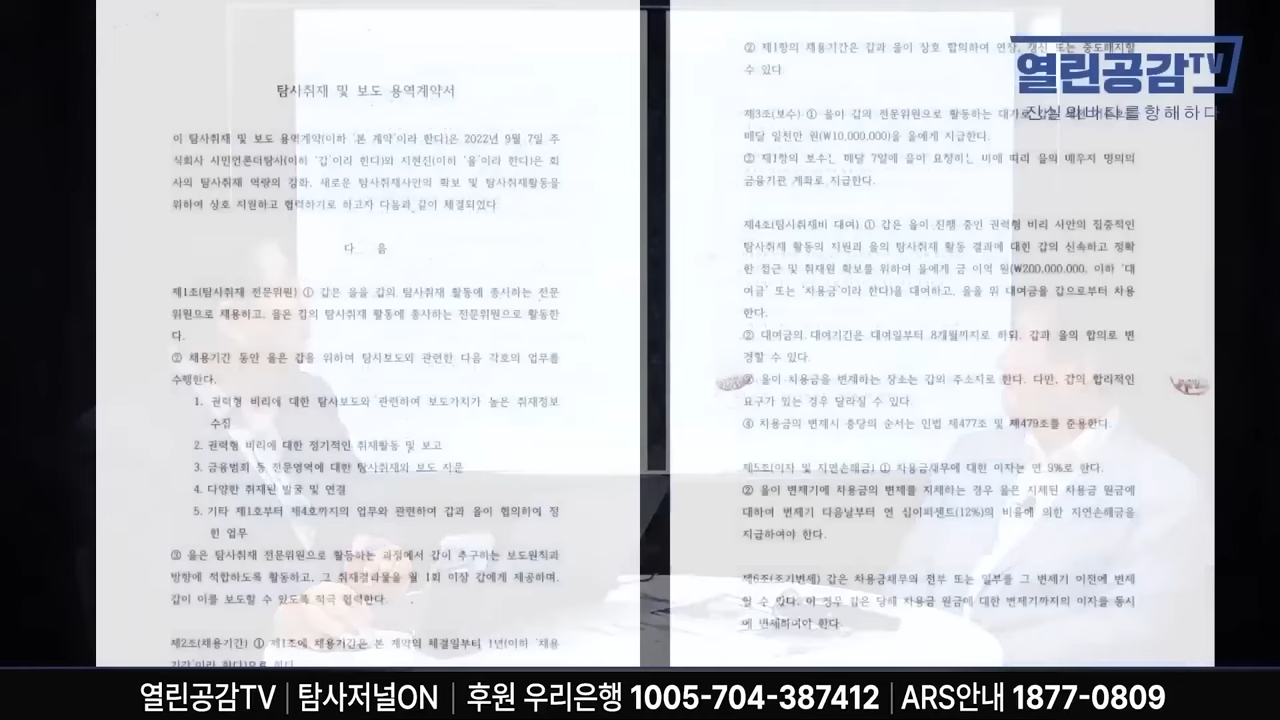 탐사취재 및 보도 용역계약서
이 탐사취재 및 보도 용역계약(이하 '본 계약'이라 한다)은 2022년 9월 7일 주
식회사 시민언론더탐사(이하 '갑'이라 한다)와 지현진(이하 '을'이라 한다)은 회
사의 탐사취재 역량의 강화, 새로운 탐사취재사안의 확보 및 탐사취재활동을
위하여 상호 지원하고 협력하기로 하고자 다음과 같이 체결되었다.
다 음
제1조(탐사취재 전문위원) ① 갑은 을을 갑의 탐사취재 활동에 종사하는 전문
위원으로 채용하고, 을은 갑의 탐사취재 활동에 종사하는 전문위원으로 활동한
다.
② 채용기간 동안 을은 갑을 위하여 탐사보도와 관련한 다음 각호의 업무를
수행한다.
1. 권력형 비리에 대한 탐사보도와 관련하여 보도가치가 높은 취재정보
수집
2. 권력형 비리에 대한 정기적인 취재활동 및 보고
3. 금융범죄 등 전문영역에 대한 탐사취재와 보도 자문
4. 다양한 취재원 발굴 및 연결
5. 기타 제1호부터 제4호까지의 업무와 관련하여 갑과 을이 협의하여 정
한 업무
③ 을은 탐사취재 전문위원으로 활동하는 과정에서 갑이 추구하는 보도원칙과
방향에 적합하도록 활동하고, 그 취재결과물을 월 1회 이상 갑에게 제공하며,
갑이 이를 보도할 수 있도록 적극 협력한다.
제2조(채용기간) ① 제1조에 채용기간은 본 계약의 체결일부터 1년(이하 '채용
기간'이라 한다)으로 한다.
② 제1항의 채용기간은 갑과 을이 상호 합의하여 연장, 갱신 또는 중도해지할
수 있다.
제3조(보수) ① 을이 갑의 전문위원으로 활동하는 대가로
매달 일천만 원(₩10,000,000)을 을에게 지급한다.
② 제1항의 보수는 매달 7일에 을이 요청하는 바에 따라 을의 배우자 명의의
금융기관 계좌로 지급한다.
제4조(탐사취재비 대여) ① 갑은 을이 진행 중인 권력형 비리 사안의 집중적인
탐사취재 활동의 지원과 을의 탐사취재 활동 결과에 대한 갑의 신속하고 정확
한 접근 및 취재원 확보를 위하여 을에게 금 이억 원(₩200,000,000, 이하 '대
여금' 또는 '차용금'이라 한다)을 대여하고, 을은 위 대여금을 갑으로부터 차용
한다.
② 대여금의 대여기간은 대여일부터 8개월까지로 하되, 갑과 을의 합의로 변
경할 수 있다.
③ 을이 차용금을 변제하는 장소는 갑의 주소지로 한다. 다만, 갑의 합리적인
요구가 있는 경우 달라질 수 있다.
④ 차용금의 변제시 충당의 순서는 민법 제477조 및 제479조를 준용한다.
제5조(이자 및 지연손해금) ① 차용금채무에 대한 이자는 연 9%로 한다.
② 을이 변제기에 차용금의 변제를 지체하는 경우 을은 지체된 차용금 원금에
대하여 변제기 다음날부터 연 십이퍼센트(12%)의 비율에 의한 지연손해금을
지급하여야 한다.
제6조(조기변제) 갑은 차용금채무의 전부 또는 일부를 그 변제기 이전에 변제
할 수 있다. 이 경우 갑은 당해 차용금 원금에 대한 변제기까지의 이자를 동시
에 변제하여야 한다.
열린공감TV
진실의바다를항해하다
열린공감TV | 탐사저널ON | 후원 우리은행 1005-704-387412 | ARS안내 1877-0809